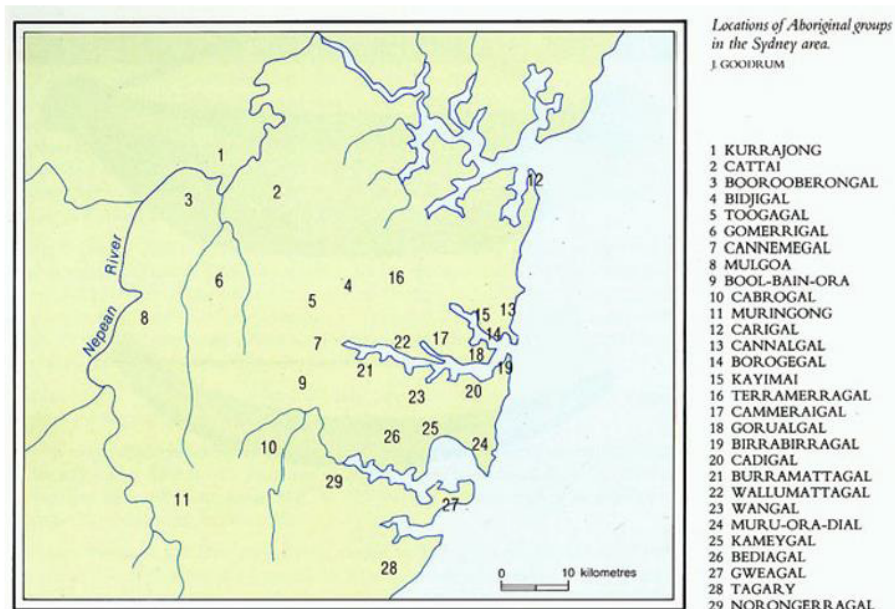 Locations of Aboriginal groups
in the Sydney area.
J. GOODRUM
1 KURRAJONG
2 CATTAI
3 BOOROOBERONGAL
4 BIDJIGAL
5 TOOGAGAL
6 GOMERRIGAL
7 CANNEMEGAL
8 MULGOA
9 BOOL-BAIN-ORA
10 CABROGAL
11 MURINGONG
12 CARIGAL
13 CANNALGAL
14 BOROGEGAL
15 KAYIMAI
16 TERRAMERRAGAL
17 CAMMERAIGAL
18 GORUALGAL
19 BIRRABIRRAGAL
20 CADIGAL
21 BURRAMATTAGAL
22 WALLUMATTAGAL
23 WANGAL
24 MURU-ORA-DIAL
25 KAMEYGAL
26 BEDIAGAL
27 GWEAGAL
28 TAGARY
29 NORONGERRAGAL
1
12
2
3
16
6
4
5
13
15
8
14
17
22
7
18
19
21
9
20
23
25
26
24
10
29
11
27
28
Nepean River
0 10 kilometres